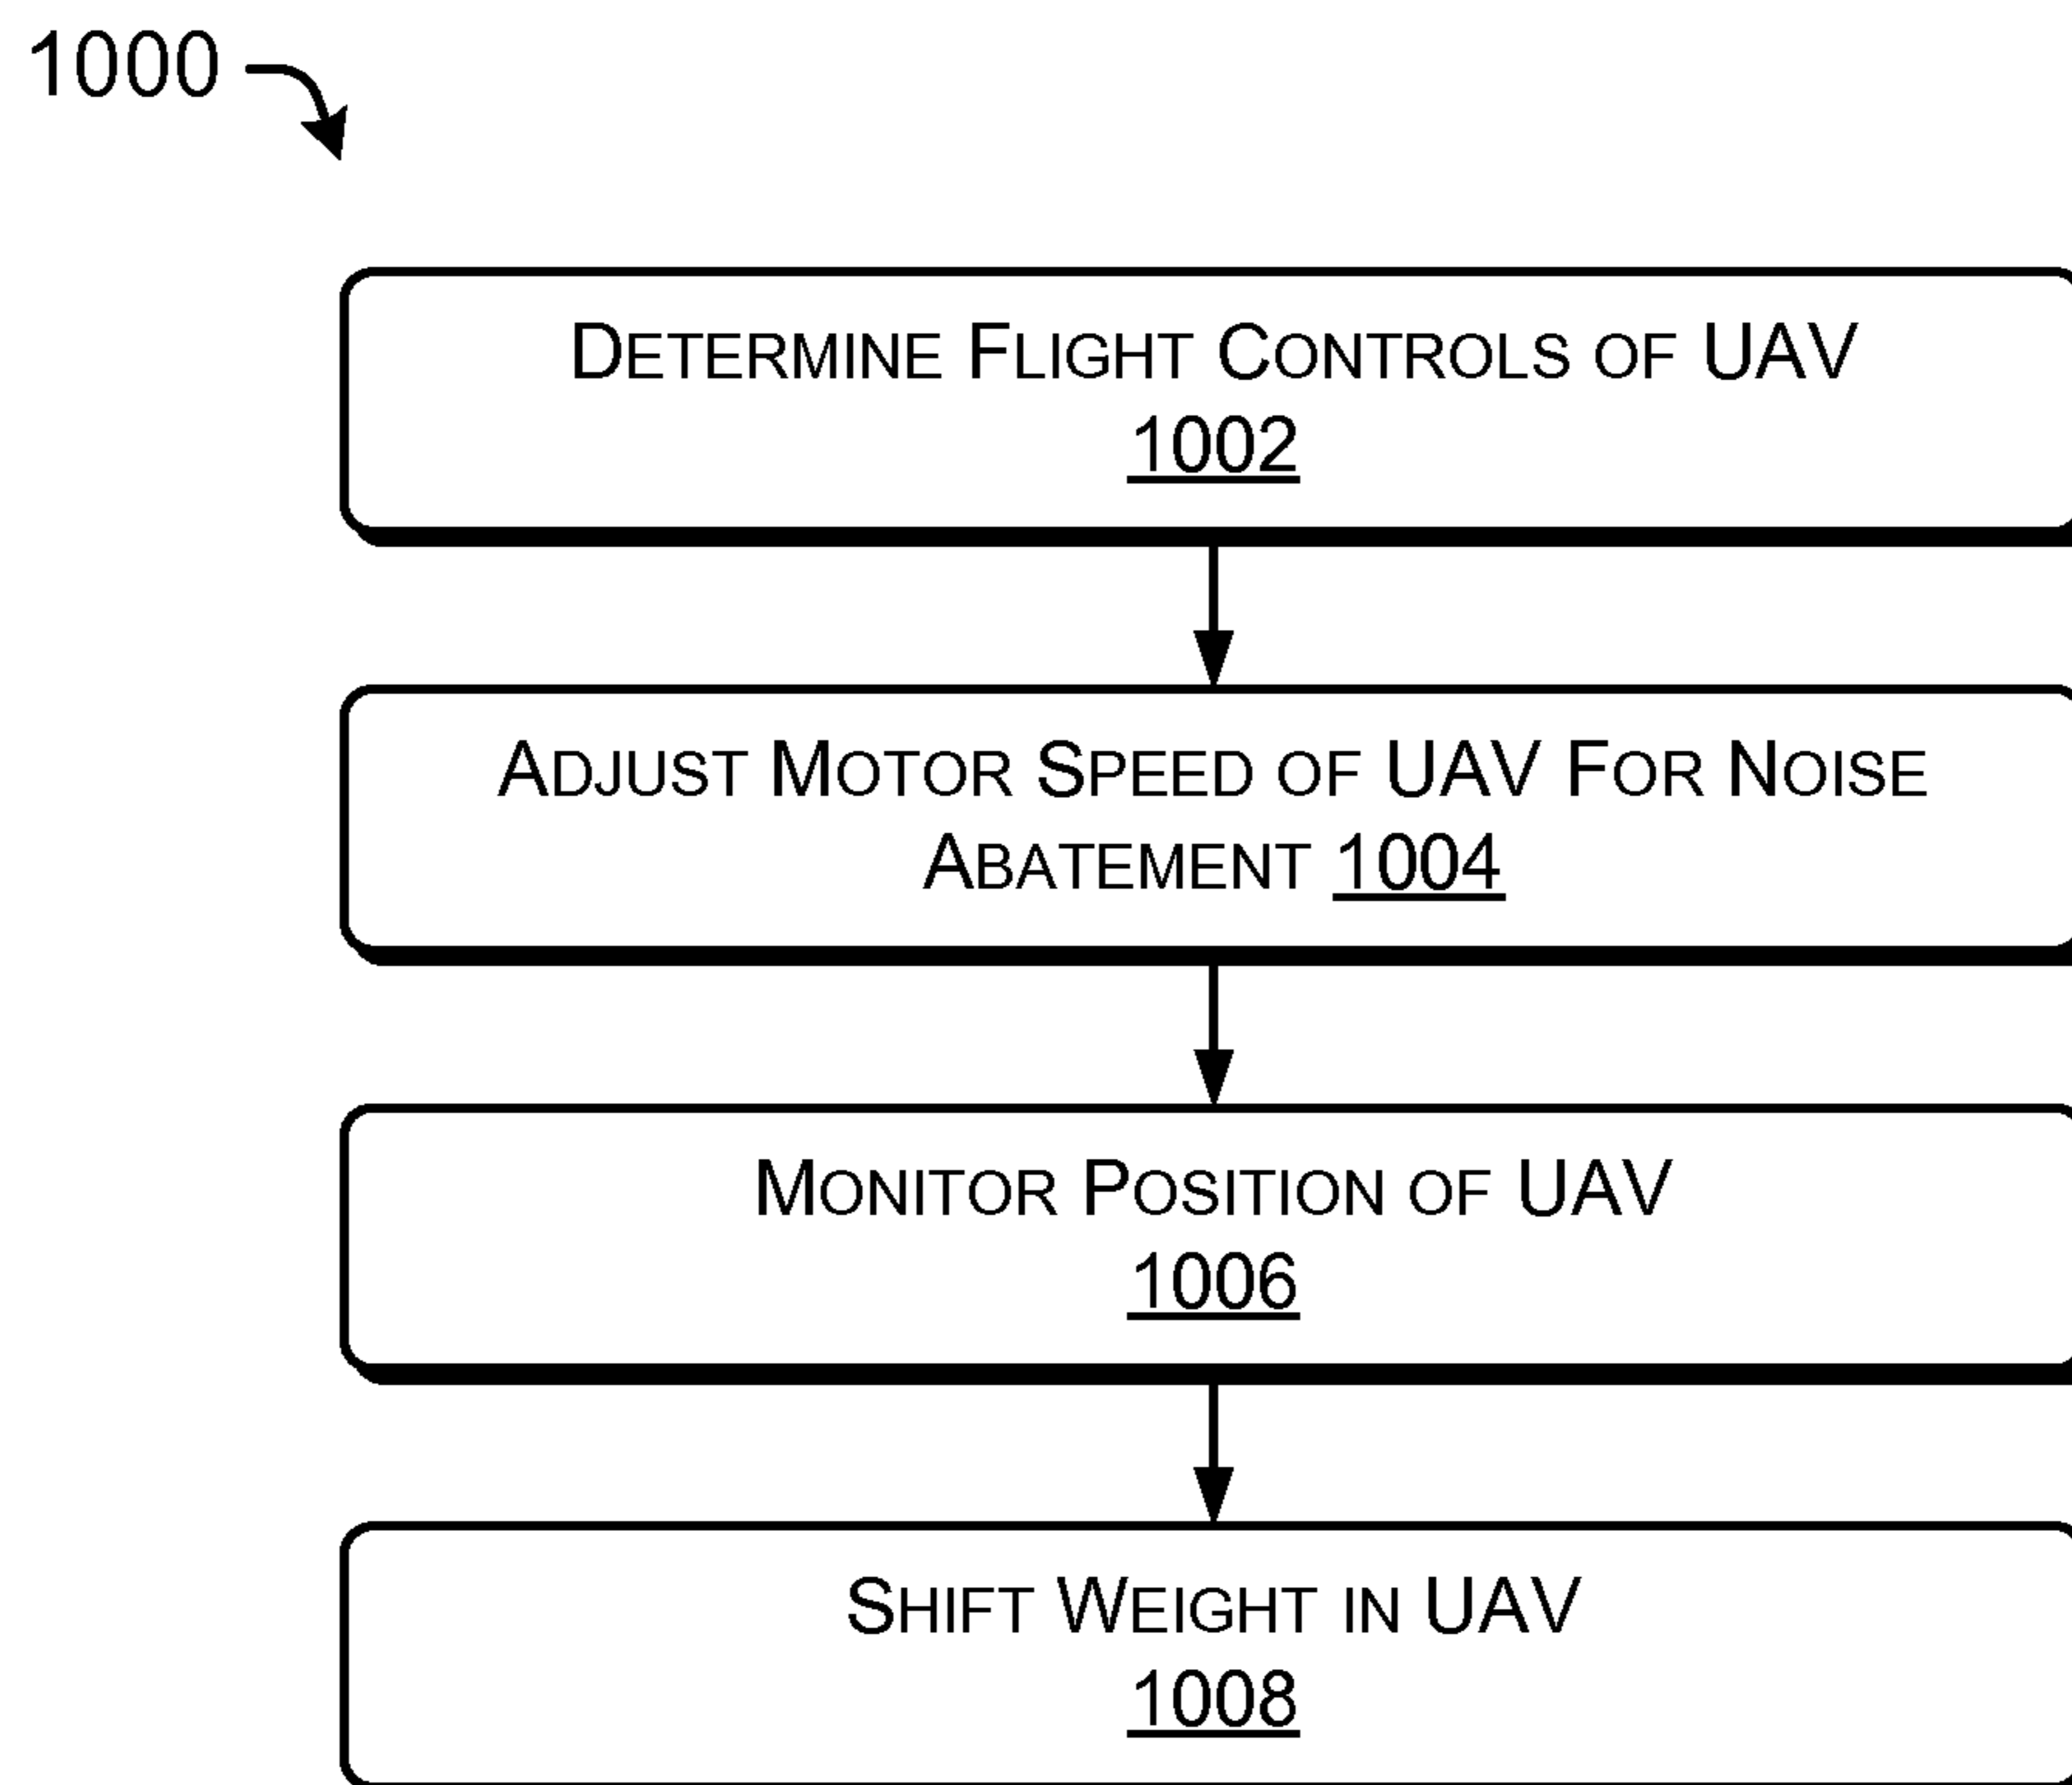 1000
DETERMINE FLIGHT CONTROLS OF UAV
1002
ADJUST MOTOR SPEED OF UAV FOR NOISE
ABATEMENT 1004
MONITOR POSITION OF UAV
1006
SHIFT WEIGHT IN UAV
1008